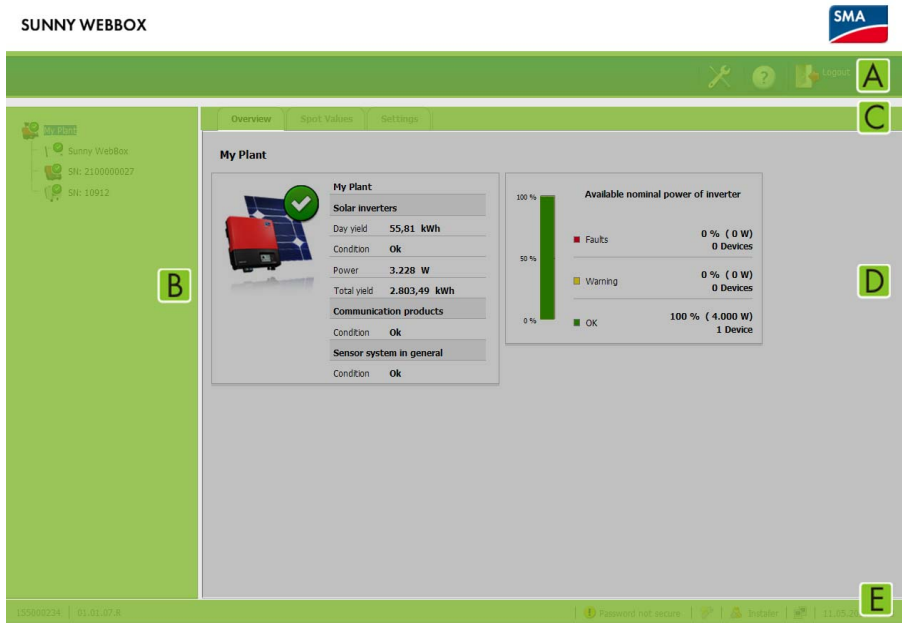 SUNNY WEBBOX
SMA
Logout
A
Overview Spot Values Settings
C
My Plant
Sunny WebBox
SN: 2100000027
SN: 10912
B
My Plant
My Plant
Solar inverters
Day yield 55,81 kWh
Condition Ok
Power 3.228 W
Total yield 2.803,49 kWh
Communication products
Condition Ok
Sensor system in general
Condition Ok
Available nominal power of inverter
100 %
50 %
0 %
Faults 0 % ( 0 W)
0 Devices
Warning 0 % ( 0 W)
0 Devices
OK 100 % ( 4.000 W)
1 Device
D
01.01.07.R
Password not secure
Installer
E